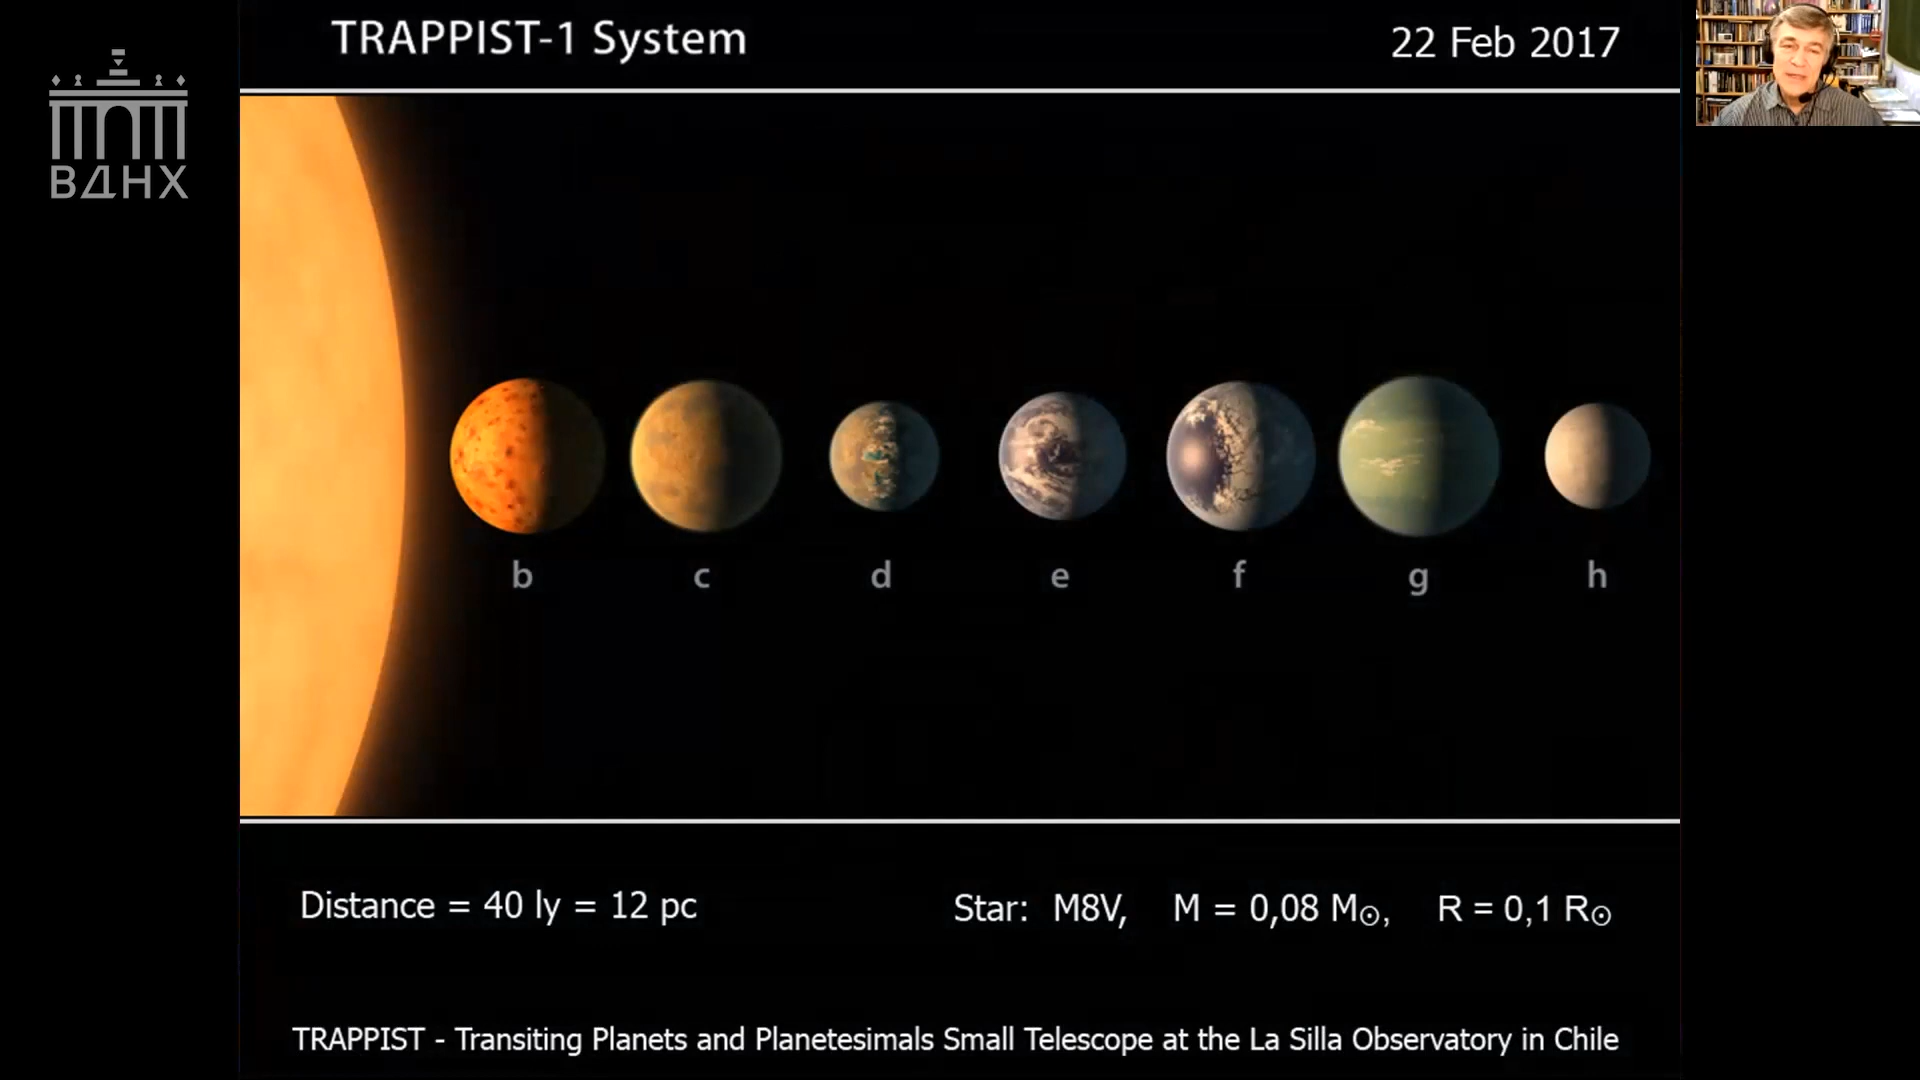 TRAPPIST-1 System
22 Feb 2017
ВДНХ
b c d e f g h
Distance = 40 ly = 12 pc
Star: M8V, M = 0,08 M☉, R = 0,1 R☉
TRAPPIST - Transiting Planets and Planetesimals Small Telescope at the La Silla Observatory in Chile